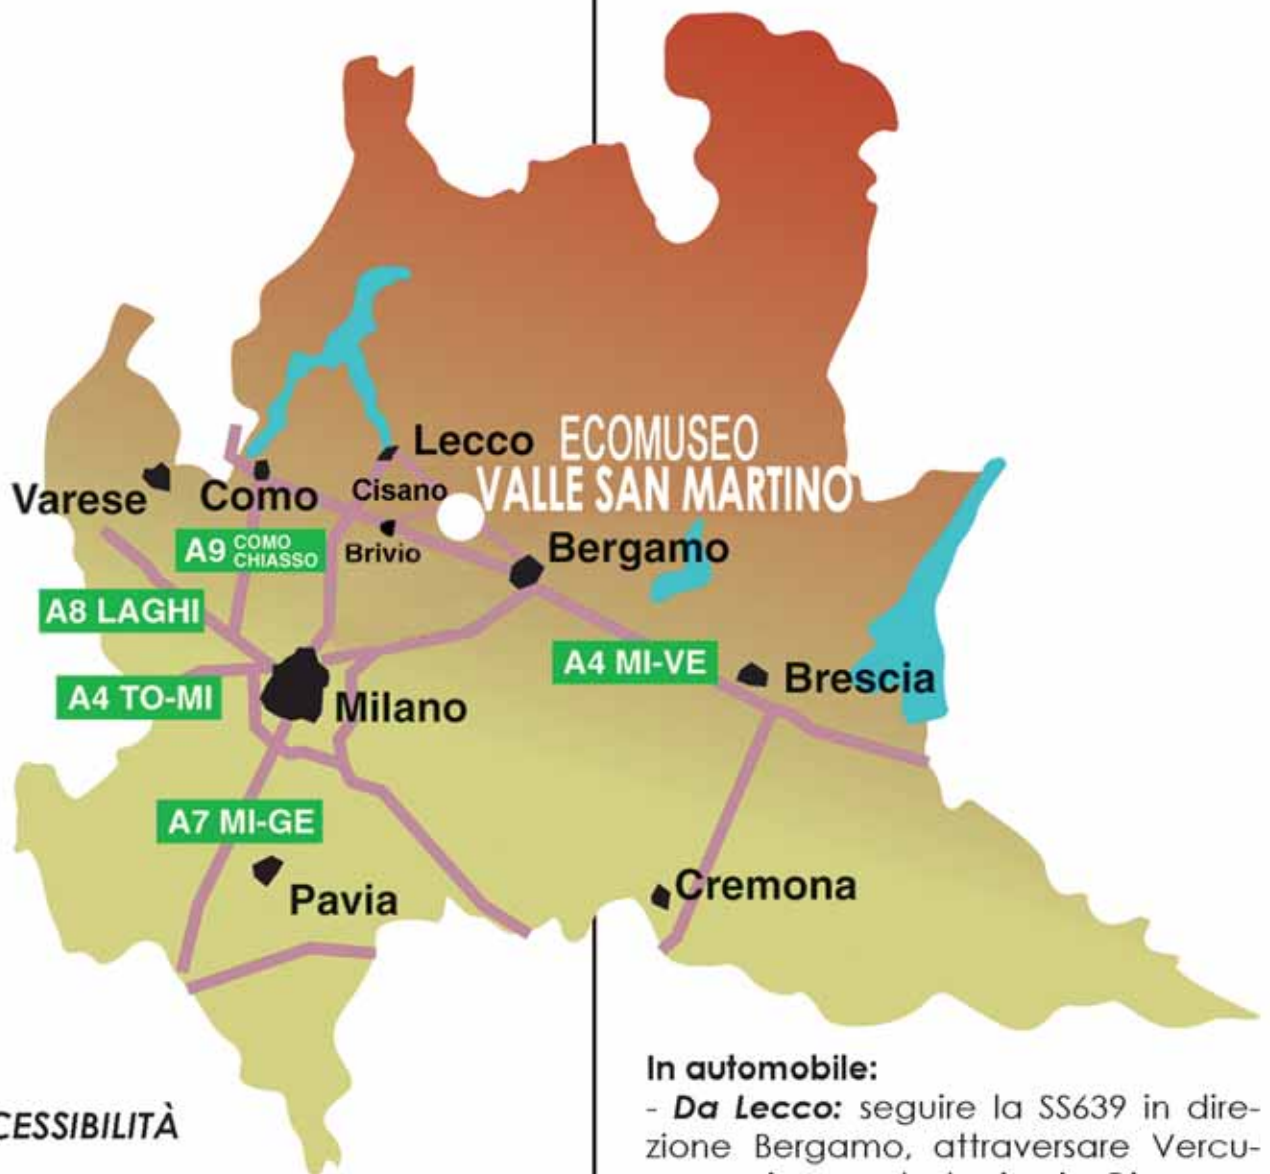 Lecco
ECOMUSEO
VALLE SAN MARTINO
Varese
Como
Cisano
A9 COMO
CHIASSO
Brivio
Bergamo
A8 LAGHI
A4 MI-VE
Brescia
A4 TO-MI
Milano
A7 MI-GE
Pavia
Cremona
CESSIBILITÀ
In automobile:
- Da Lecco: seguire la SS639 in dire-
zione Bergamo, attraversare Vercu-